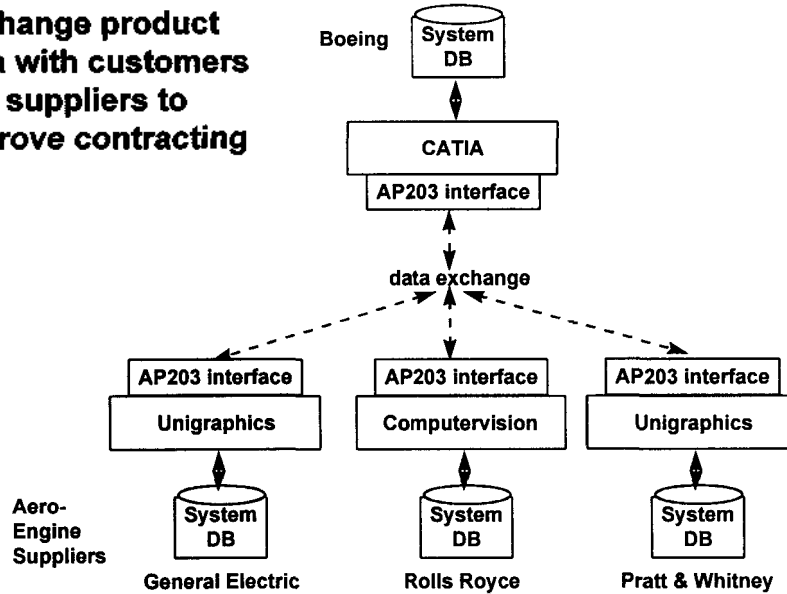 change product
a with customers
suppliers to
rove contracting
Boeing
System
DB
CATIA
AP203 interface
data exchange
AP203 interface
AP203 interface
AP203 interface
Unigraphics
Computervision
Unigraphics
Aero-
Engine
Suppliers
System
DB
System
DB
System
DB
General Electric
Rolls Royce
Pratt & Whitney